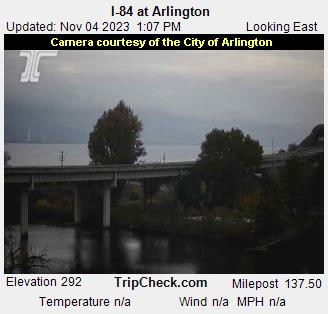 I-84 at Arlington
Updated: Nov 04 2023 1:07 PM Looking East
Camera courtesy of the City of Arlington
Elevation 292 TripCheck.com Milepost 137.50
Temperature n/a Wind n/a MPH n/a